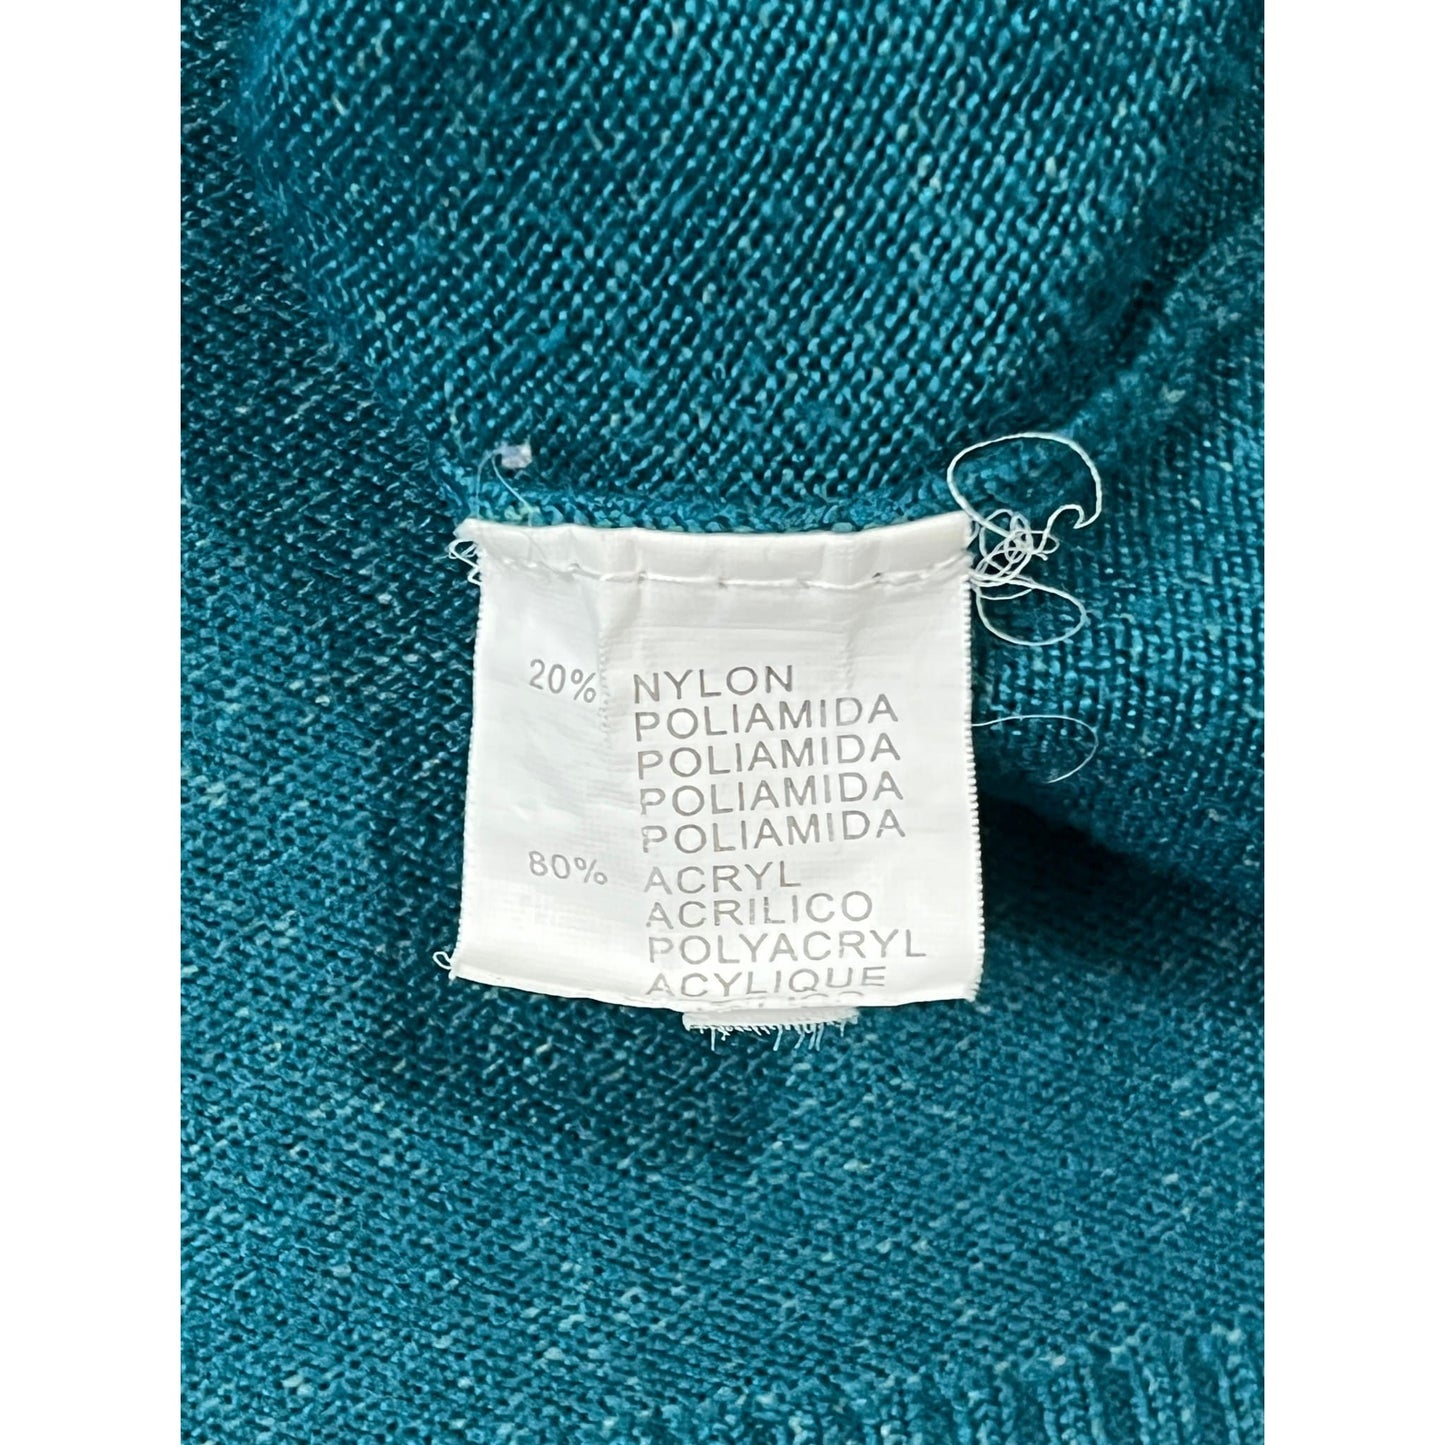 20% NYLON
POLIAMIDA
POLIAMIDA
POLIAMIDA
POLIAMIDA
80% ACRYL
ACRILICO
POLYACRYL
ACYLIQUE